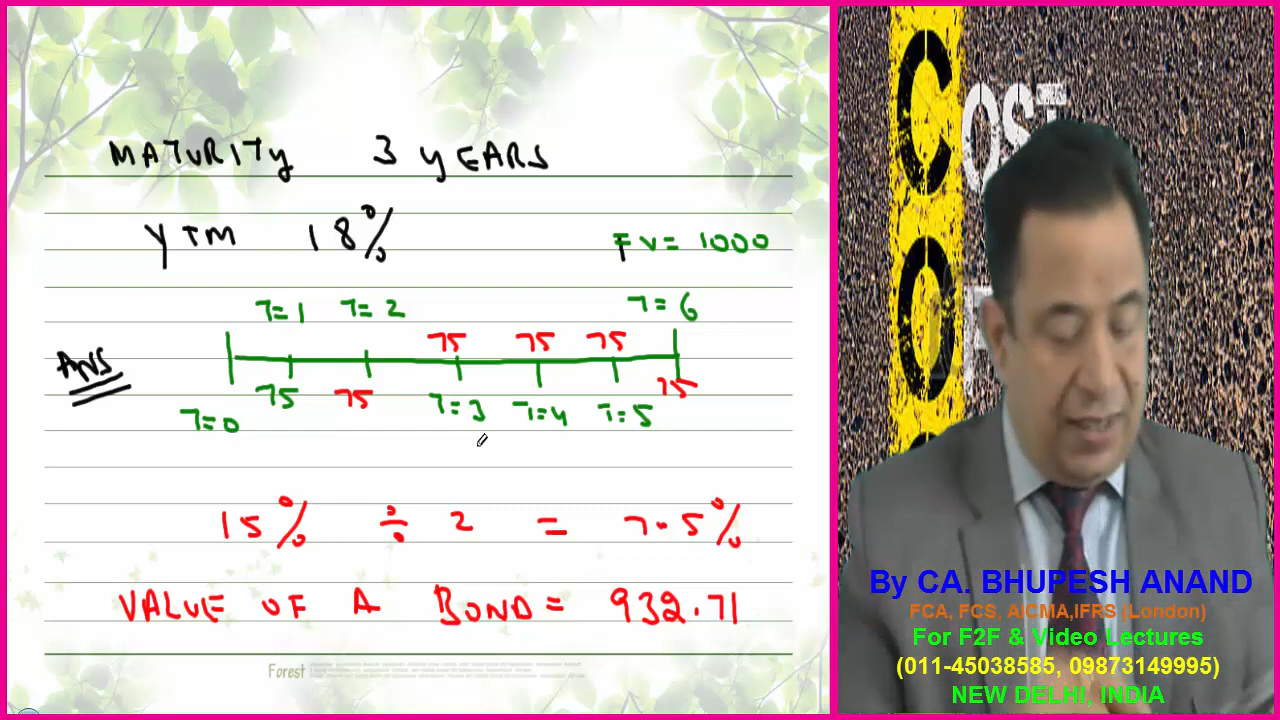 MATURITY 3 YEARS
YTM 18%
FV = 1000
T=1 T=2 T=6
75 75 75
ANS
75 75 75
T=0 T=3 T=4 T=5
15% ÷ 2 = 7.5%
VALUE OF A BOND = 932.71
Forest
COST
OF
By CA. BHUPESH ANAND
FCA, FCS, AICMA,IFRS (London)
For F2F & Video Lectures
(011-45038585, 09873149995)
NEW DELHI, INDIA